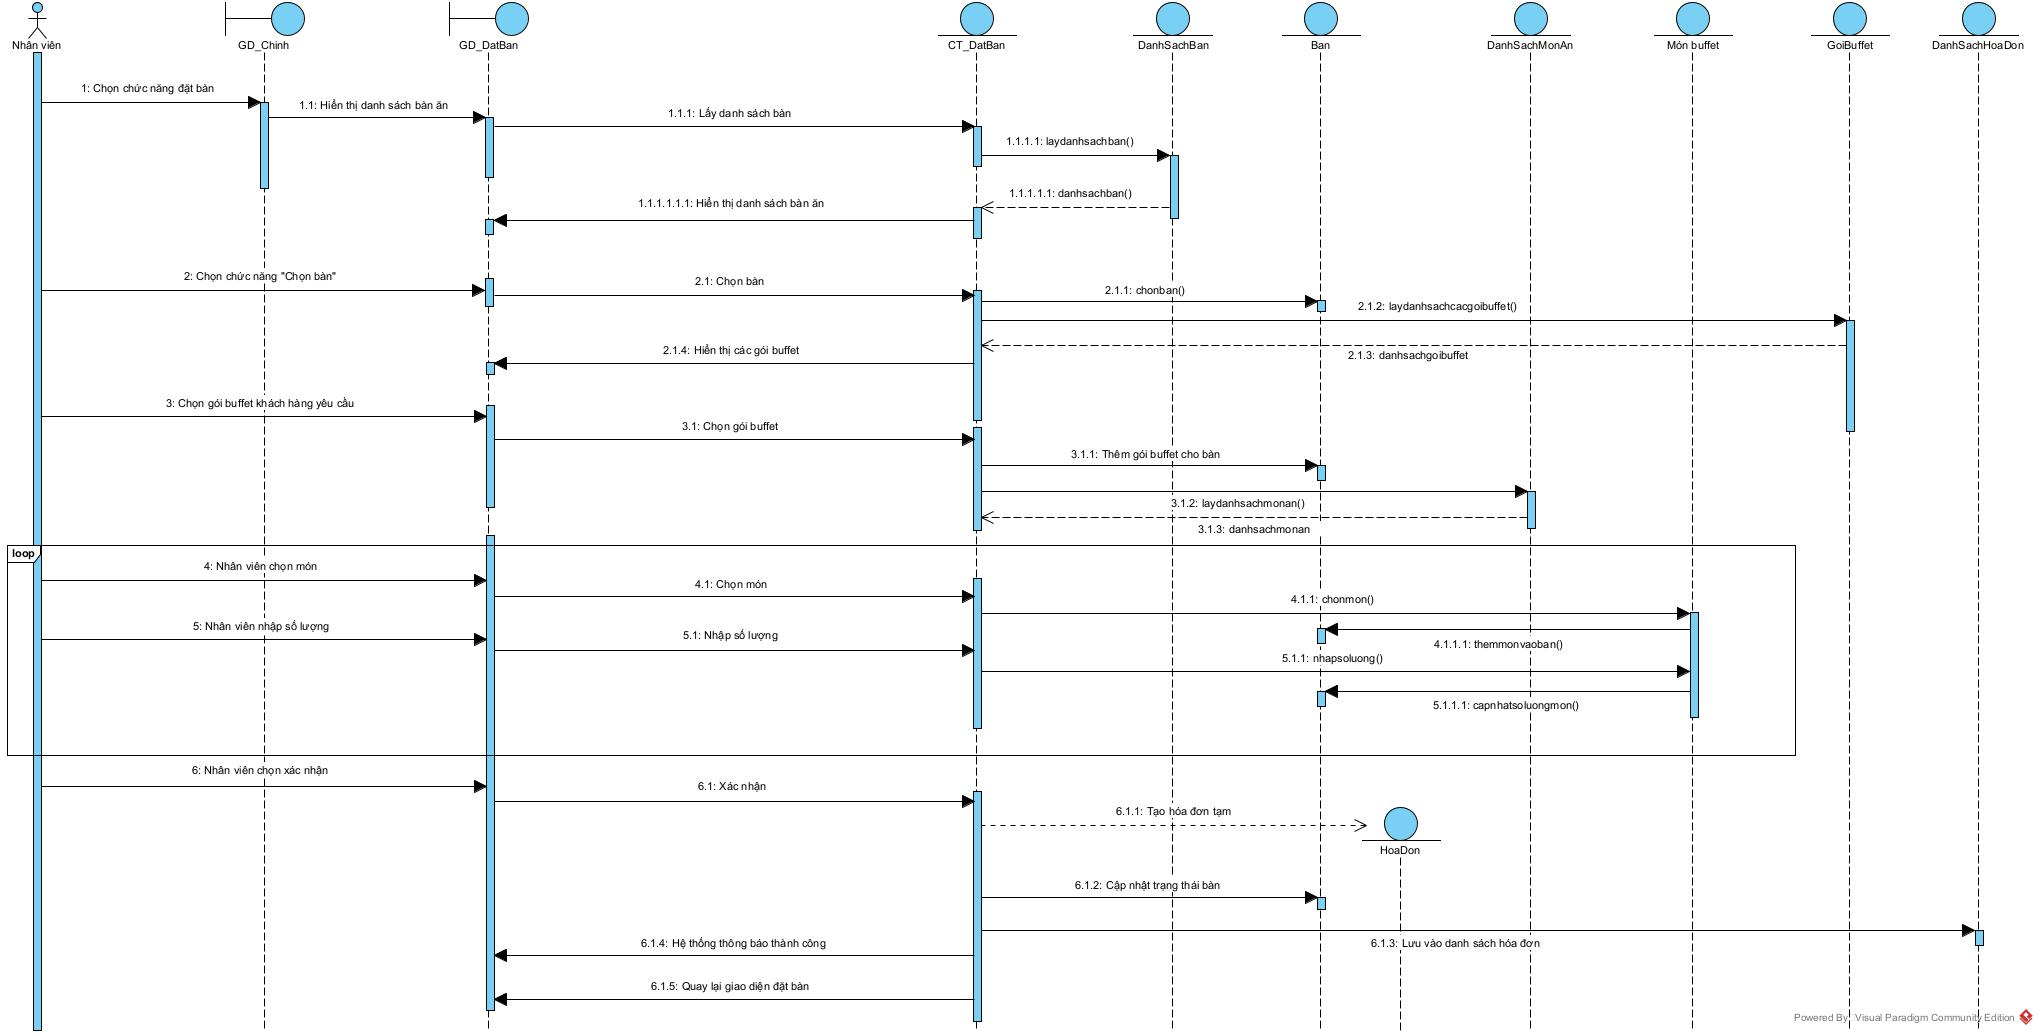 Nhân viên
GD_Chinh
GD_DatBan
CT_DatBan
DanhSachBan
Ban
DanhSachMonAn
Món buffet
GoiBuffet
DanhSachHoaDon
1: Chọn chức năng đặt bàn
1.1: Hiển thị danh sách bàn ăn
1.1.1: Lấy danh sách bàn
1.1.1.1: laydanhsachban()
1.1.1.1.1: danhsachban()
1.1.1.1.1.1: Hiển thị danh sách bàn ăn
2: Chọn chức năng "Chọn bàn"
2.1: Chọn bàn
2.1.1: chonban()
2.1.2: laydanhsachcacgoibuffet()
2.1.3: danhsachgoibuffet
2.1.4: Hiển thị các gói buffet
3: Chọn gói buffet khách hàng yêu cầu
3.1: Chọn gói buffet
3.1.1: Thêm gói buffet cho bàn
3.1.2: laydanhsachmonan()
3.1.3: danhsachmonan
loop
4: Nhân viên chọn món
4.1: Chọn món
4.1.1: chonmon()
4.1.1.1: themmonvaoban()
5: Nhân viên nhập số lượng
5.1: Nhập số lượng
5.1.1: nhapsoluong()
5.1.1.1: capnhatsoluongmon()
6: Nhân viên chọn xác nhận
6.1: Xác nhận
6.1.1: Tạo hóa đơn tạm
HoaDon
6.1.2: Cập nhật trạng thái bàn
6.1.3: Lưu vào danh sách hóa đơn
6.1.4: Hệ thống thông báo thành công
6.1.5: Quay lại giao diện đặt bàn
Powered By Visual Paradigm Community Edition